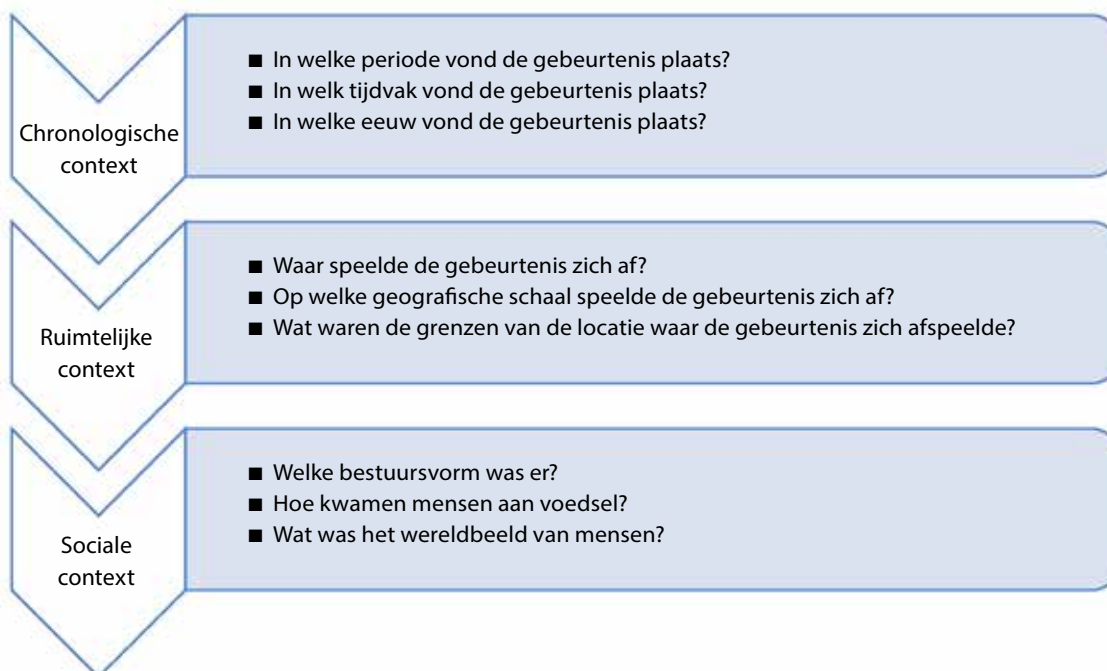 Chronologische
context
■ In welke periode vond de gebeurtenis plaats?
■ In welk tijdvak vond de gebeurtenis plaats?
■ In welke eeuw vond de gebeurtenis plaats?
Ruimtelijke
context
■ Waar speelde de gebeurtenis zich af?
■ Op welke geografische schaal speelde de gebeurtenis zich af?
■ Wat waren de grenzen van de locatie waar de gebeurtenis zich afspeelde?
Sociale
context
■ Welke bestuursvorm was er?
■ Hoe kwamen mensen aan voedsel?
■ Wat was het wereldbeeld van mensen?